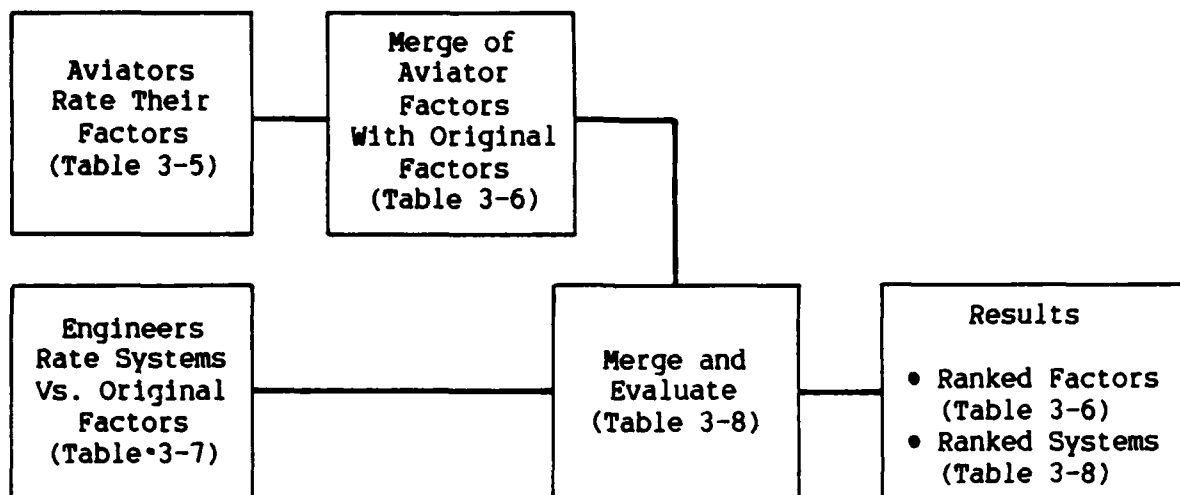 Aviators
Rate Their
Factors
(Table 3-5)
Merge of
Aviator
Factors
With Original
Factors
(Table 3-6)
Engineers
Rate Systems
Vs. Original
Factors
(Table•3-7)
Merge and
Evaluate
(Table 3-8)
Results
• Ranked Factors
(Table 3-6)
• Ranked Systems
(Table 3-8)